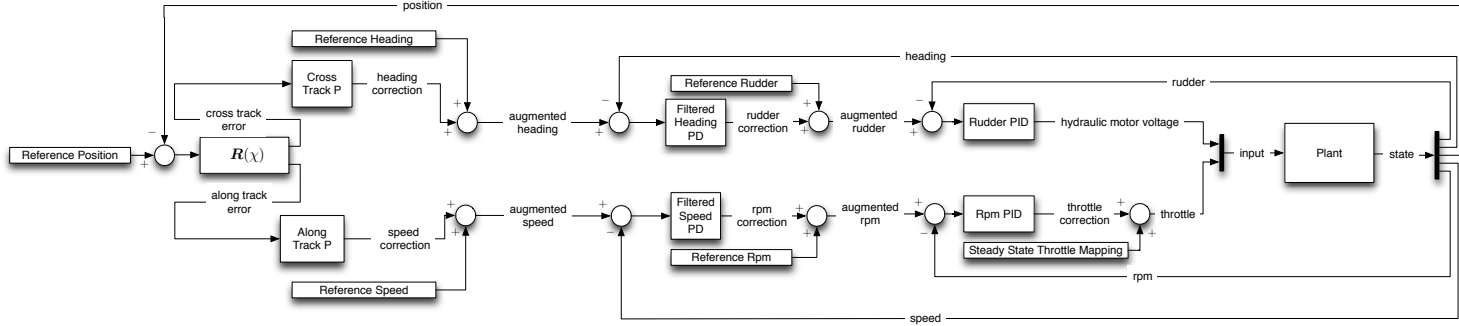 position
Reference Heading
heading
Cross
Track P
heading
correction
Reference Rudder
rudder
−
+
+
cross track
error
augmented
heading
−
+
Filtered
Heading
PD
rudder
correction
+
+
augmented
rudder
−
+
Rudder PID
hydraulic motor voltage
−
Reference Position
+
R(χ)
input
Plant
state
along track
error
Along
Track P
speed
correction
+
+
augmented
speed
+
−
Filtered
Speed
PD
rpm
correction
+
+
augmented
rpm
+
−
Rpm PID
throttle
correction
+
+
throttle
Reference Rpm
Steady State Throttle Mapping
rpm
Reference Speed
speed